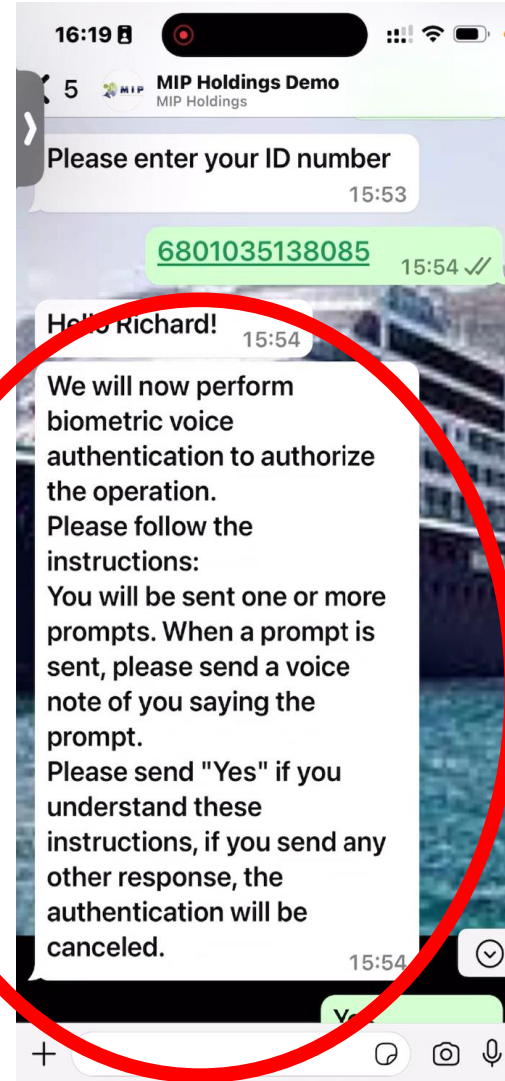 16:19
5 MIP MIP Holdings Demo
MIP Holdings
Please enter your ID number
15:53
6801035138085
15:54
Hello Richard!
15:54
We will now perform
biometric voice
authentication to authorize
the operation.
Please follow the
instructions:
You will be sent one or more
prompts. When a prompt is
sent, please send a voice
note of you saying the
prompt.
Please send "Yes" if you
understand these
instructions, if you send any
other response, the
authentication will be
canceled.
15:54